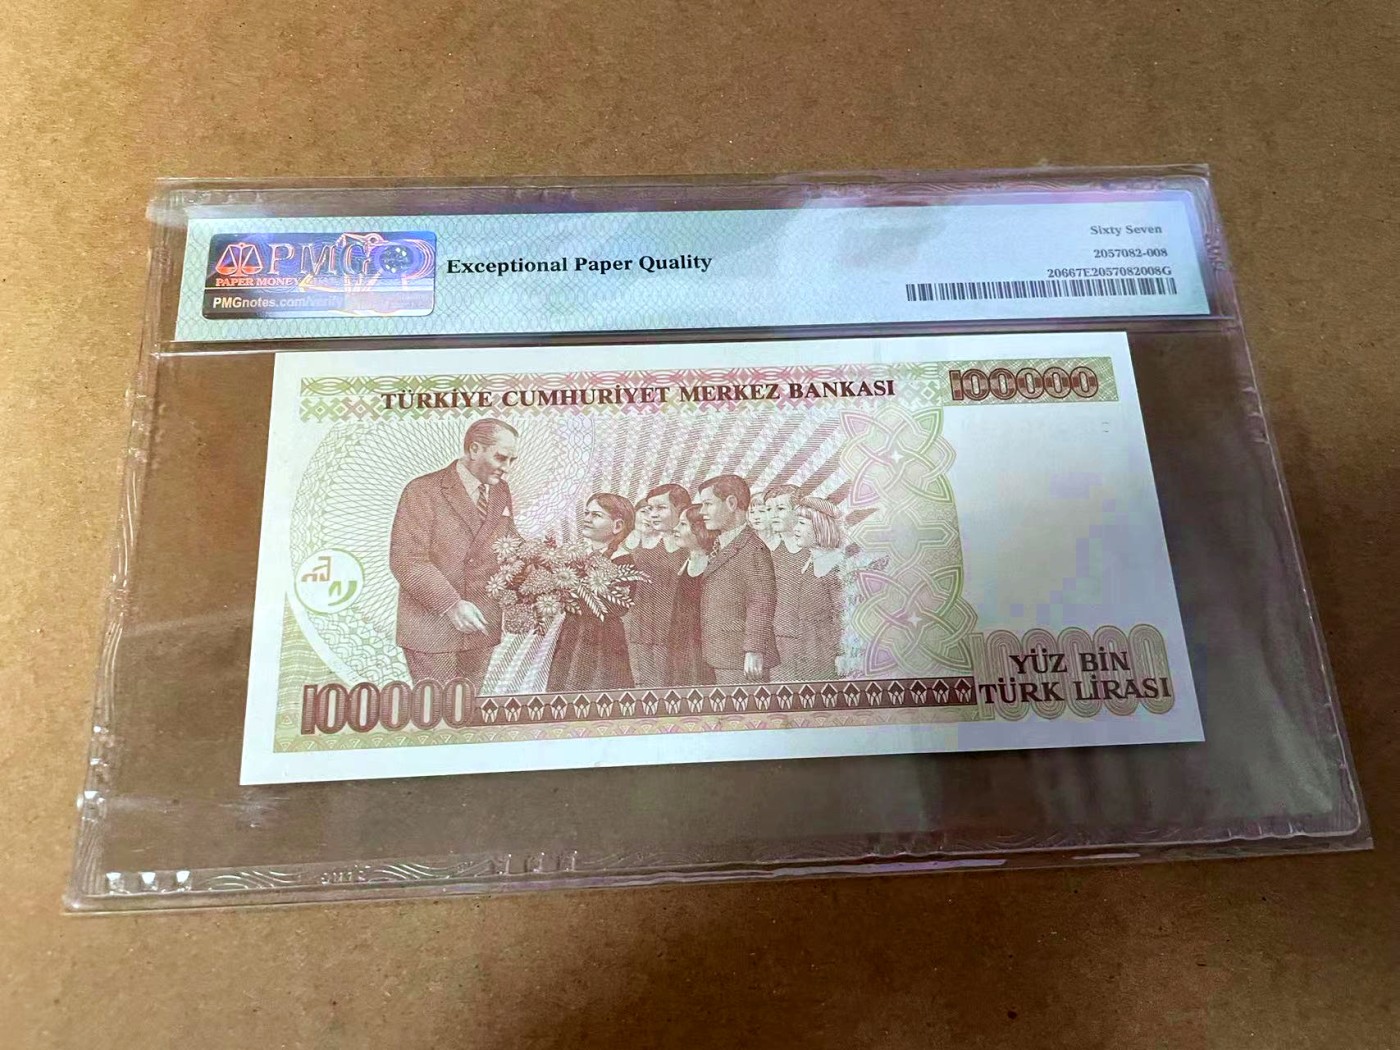 PMG
PAPER MONEY
PMGnotes.com/verify
Exceptional Paper Quality
Sixty Seven
2057082-008
20667E2057082008G
TÜRKİYE CUMHURİYET MERKEZ BANKASI
100000
100000
100000
YÜZ BİN
TÜRK LİRASI